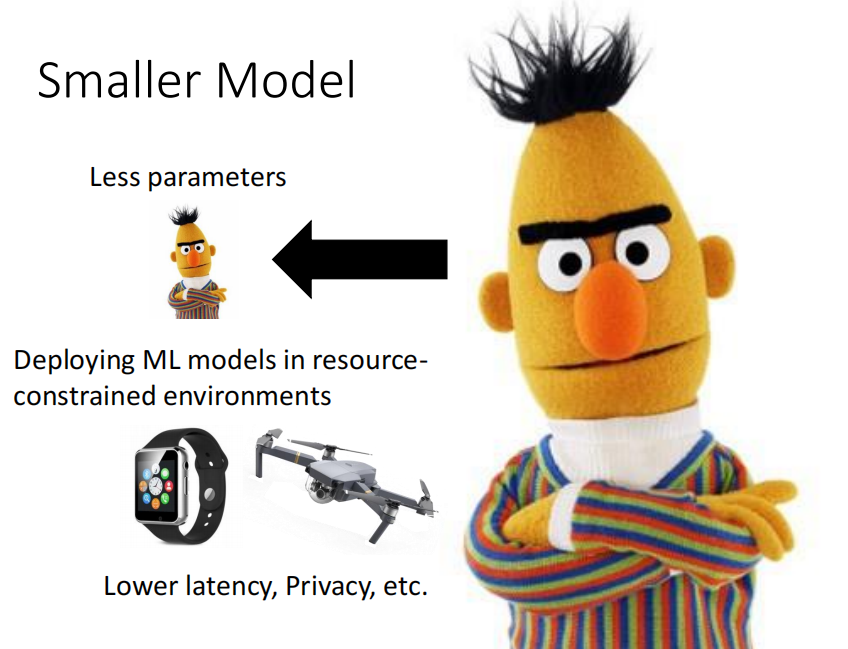 Smaller Model
Less parameters
Deploying ML models in resource-
constrained environments
Lower latency, Privacy, etc.